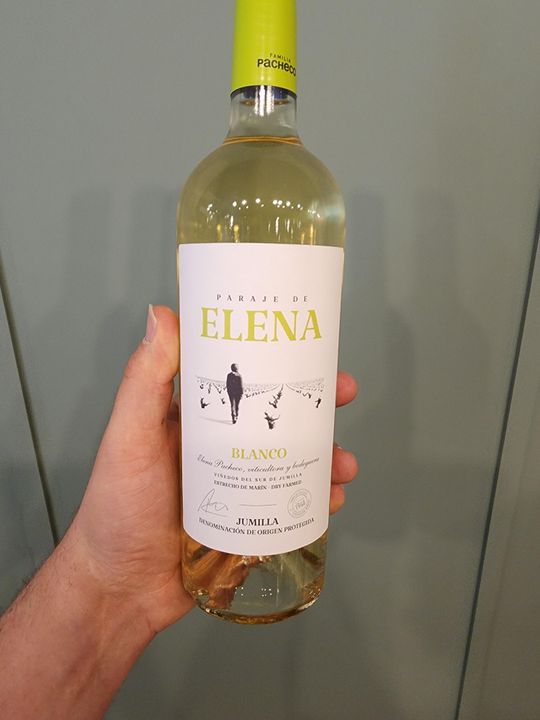 FAMILIA
PACHECO
PARAJE DE
ELENA
BLANCO
Elena Pacheco, viticultora y bodeguera
VIÑEDOS DEL SUR DE JUMILLA
ESTRECHO DE MARÍN - DRY FARMED
JUMILLA
DENOMINACIÓN DE ORIGEN PROTEGIDA